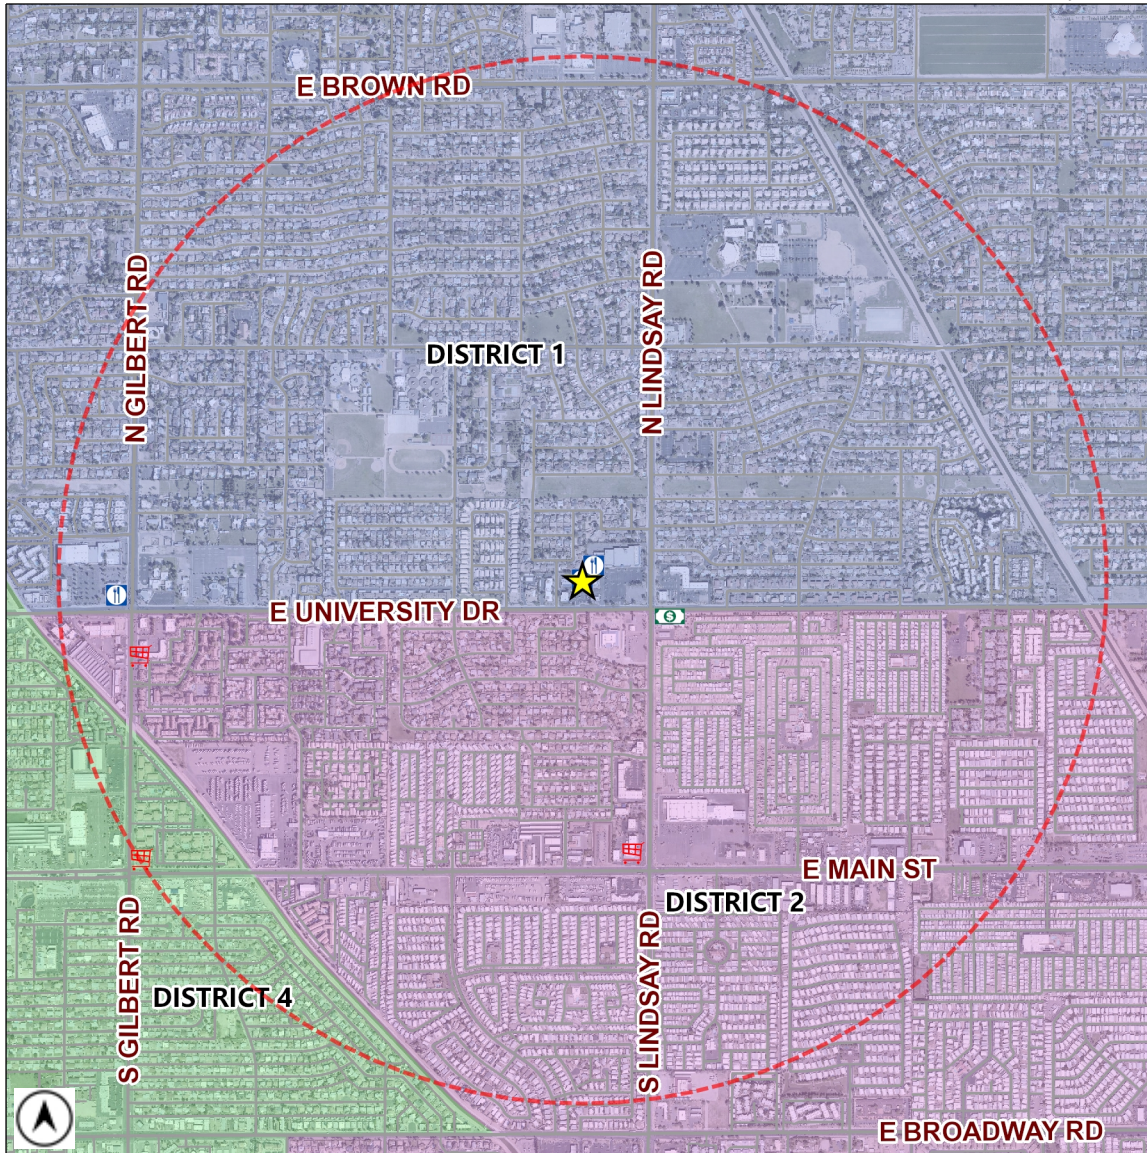 E BROWN RD
N GILBERT RD
N LINDSAY RD
DISTRICT 1
E UNIVERSITY DR
$
E MAIN ST
DISTRICT 2
S GILBERT RD
S LINDSAY RD
DISTRICT 4
E BROADWAY RD